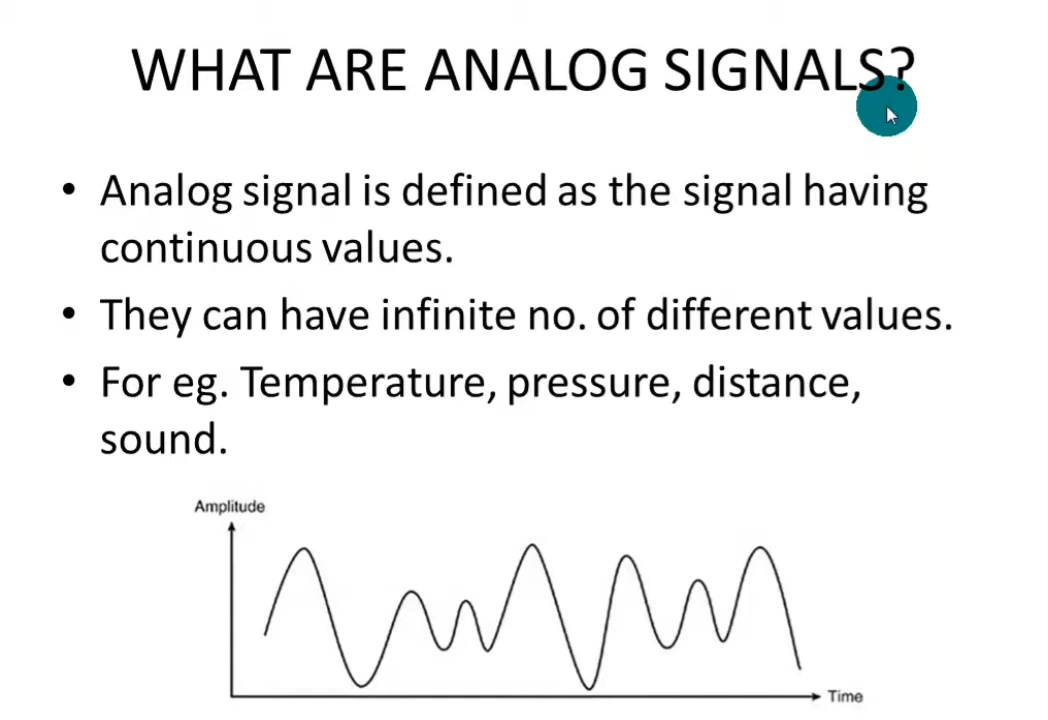 WHAT ARE ANALOG SIGNALS?
• Analog signal is defined as the signal having
continuous values.
• They can have infinite no. of different values.
• For eg. Temperature, pressure, distance,
sound.
Amplitude
Time